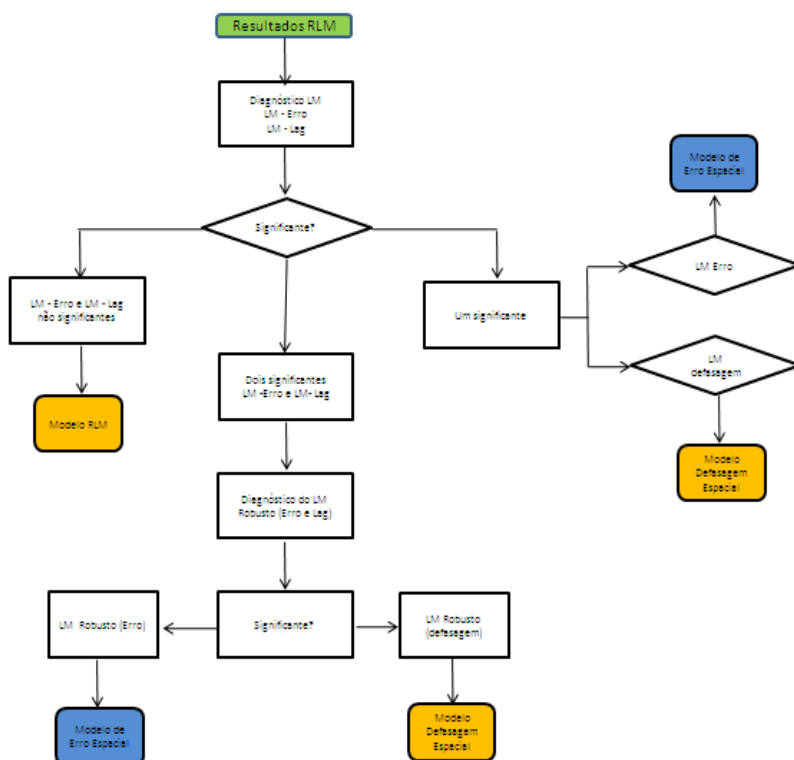 Resultados RLM
Diagnóstico LM
LM - Erro
LM - Lag
Modelo de
Erro Espacial
Significante?
LM Erro
LM - Erro e LM - Lag
não significantes
Um significante
LM
defasagem
Dois significantes
LM -Erro e LM- Lag
Modelo RLM
Modelo
Defasagem
Espacial
Diagnóstico do LM
Robusto (Erro e Lag)
LM Robusto (Erro)
Significante?
LM Robusto
(defasagem)
Modelo de
Erro Espacial
Modelo
Defasagem
Espacial